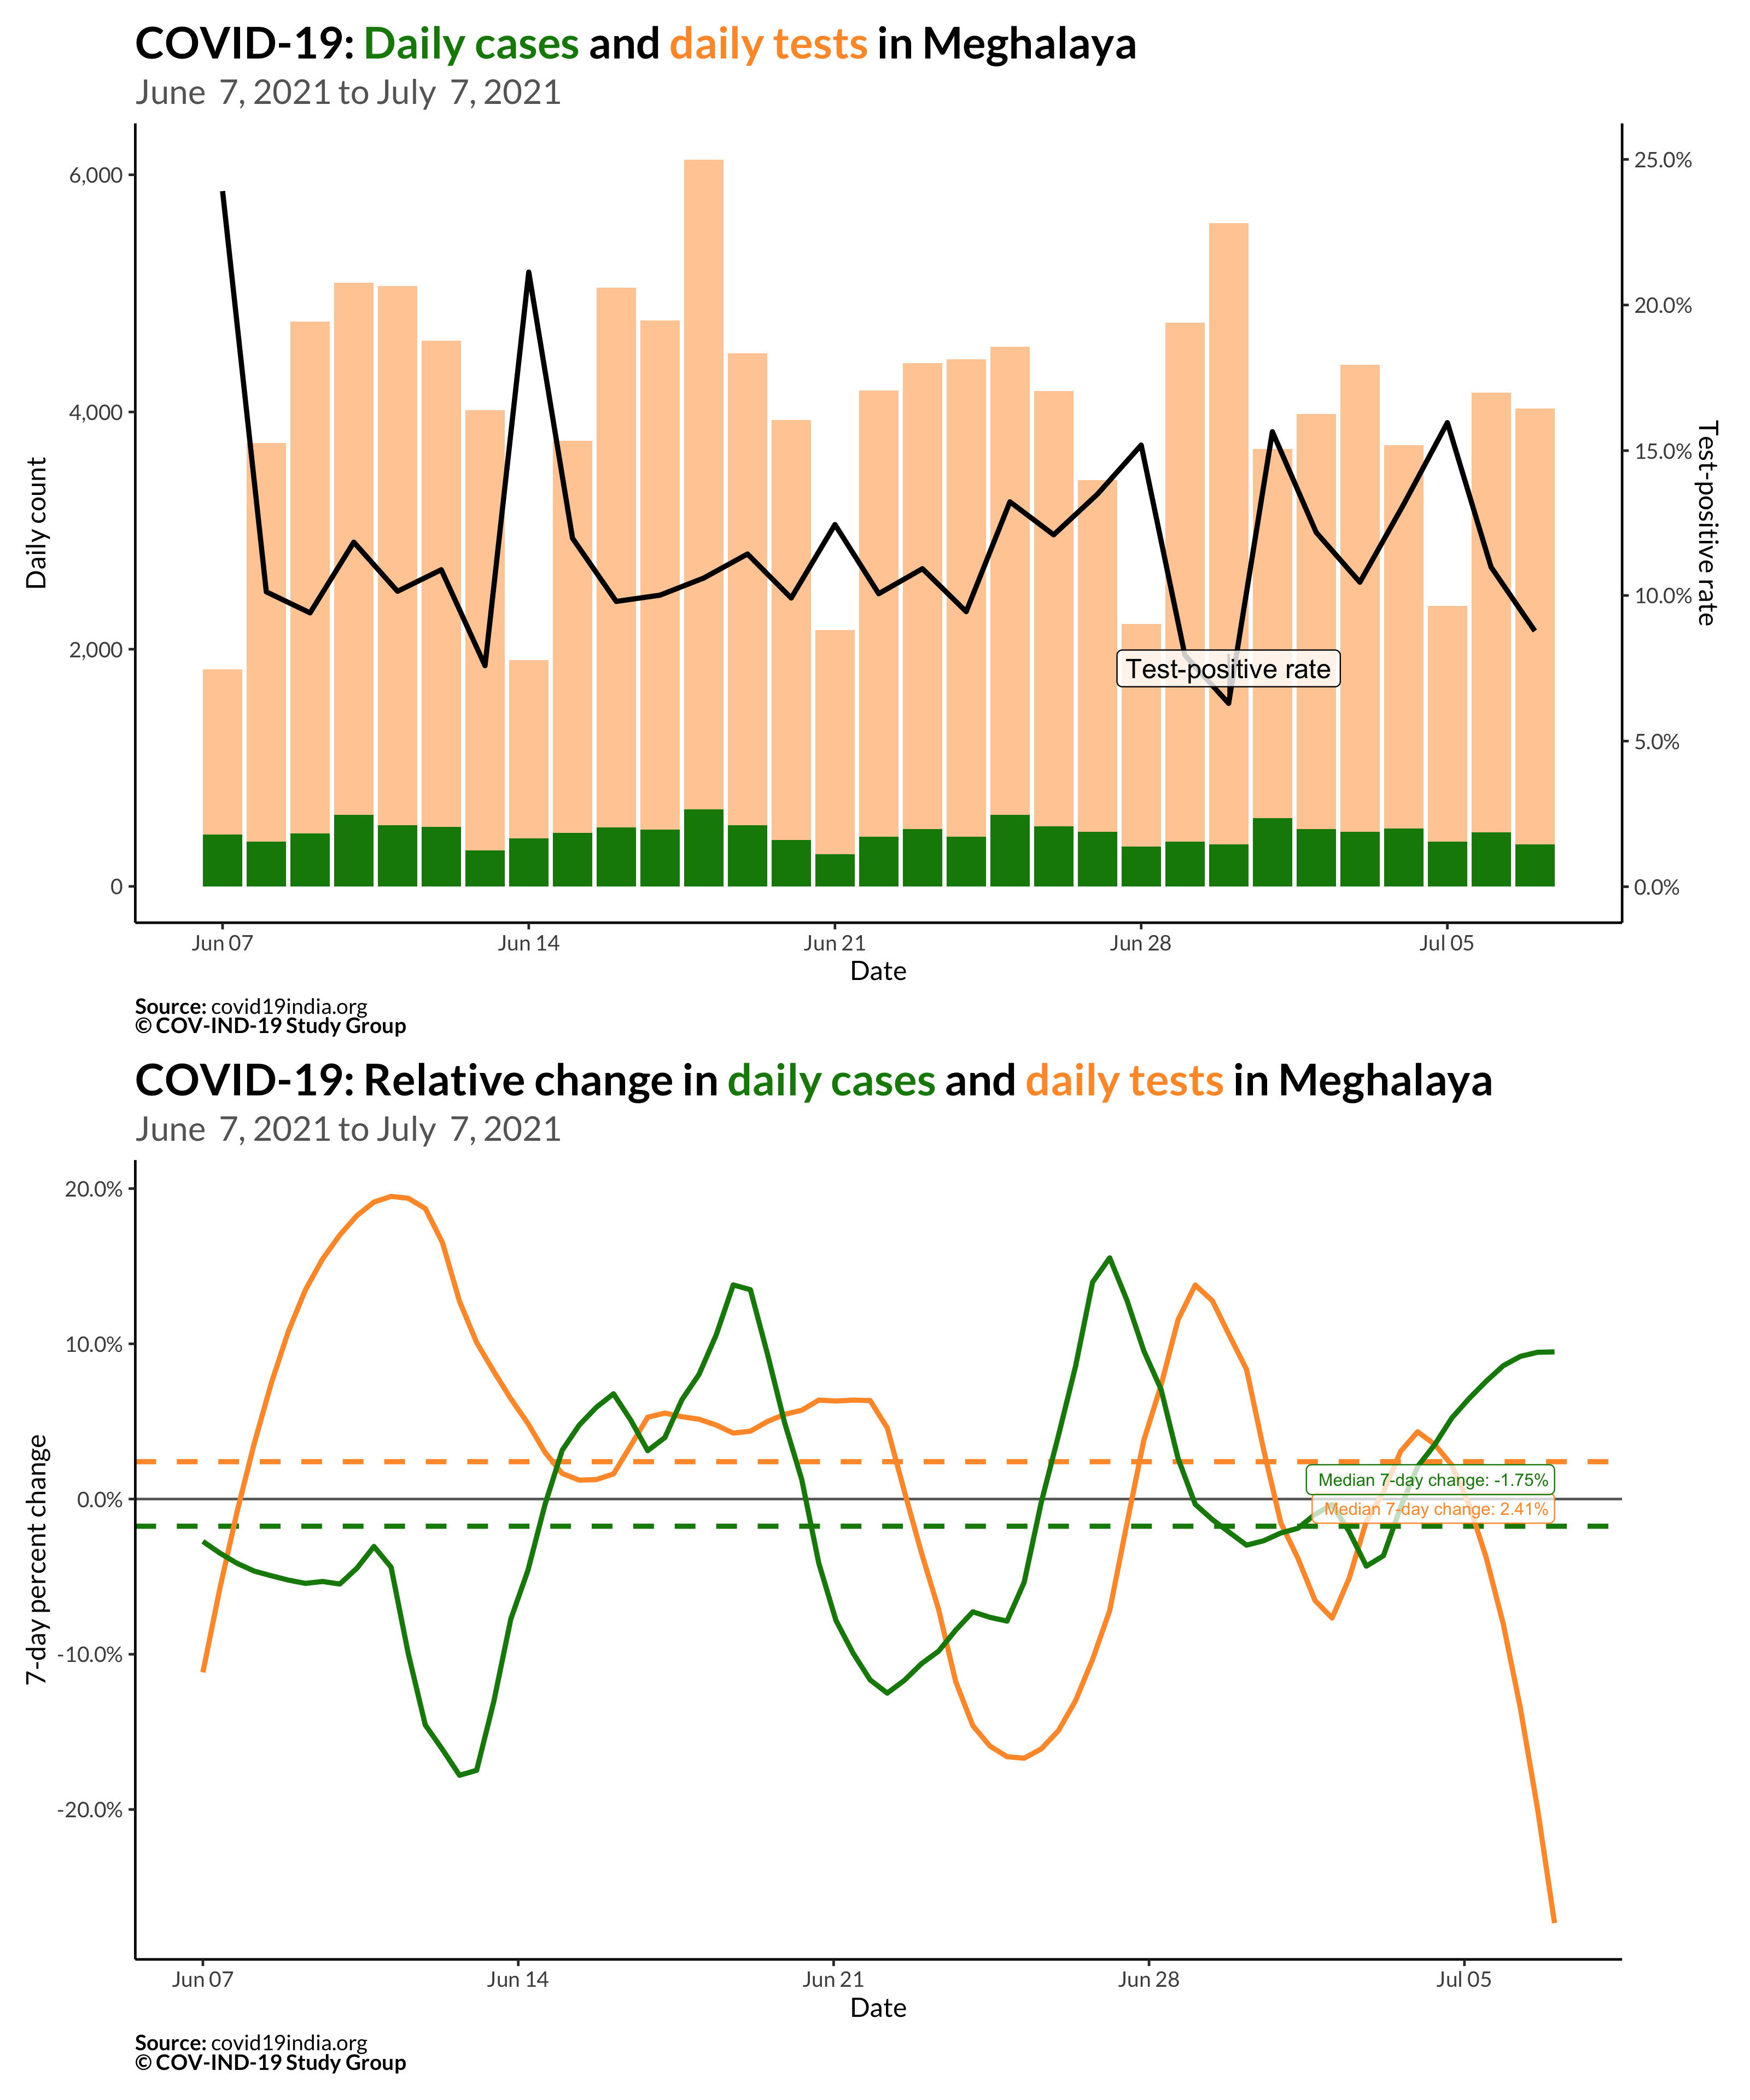 COVID-19: Daily cases and daily tests in Meghalaya
June 7, 2021 to July 7, 2021
6,000
4,000
2,000
0
Daily count
25.0%
20.0%
15.0%
10.0%
5.0%
0.0%
Test-positive rate
Test-positive rate
Jun 07
Jun 14
Jun 21
Jun 28
Jul 05
Date
Source: covid19india.org
© COV-IND-19 Study Group
COVID-19: Relative change in daily cases and daily tests in Meghalaya
June 7, 2021 to July 7, 2021
20.0%
10.0%
0.0%
-10.0%
-20.0%
7-day percent change
Median 7-day change: -1.75%
Median 7-day change: 2.41%
Jun 07
Jun 14
Jun 21
Jun 28
Jul 05
Date
Source: covid19india.org
© COV-IND-19 Study Group